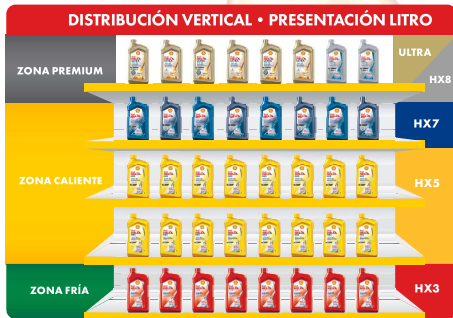 DISTRIBUCIÓN VERTICAL • PRESENTACIÓN LITRO
ZONA PREMIUM
ULTRA
HX8
HX7
ZONA CALIENTE
HX5
ZONA FRÍA
HX3